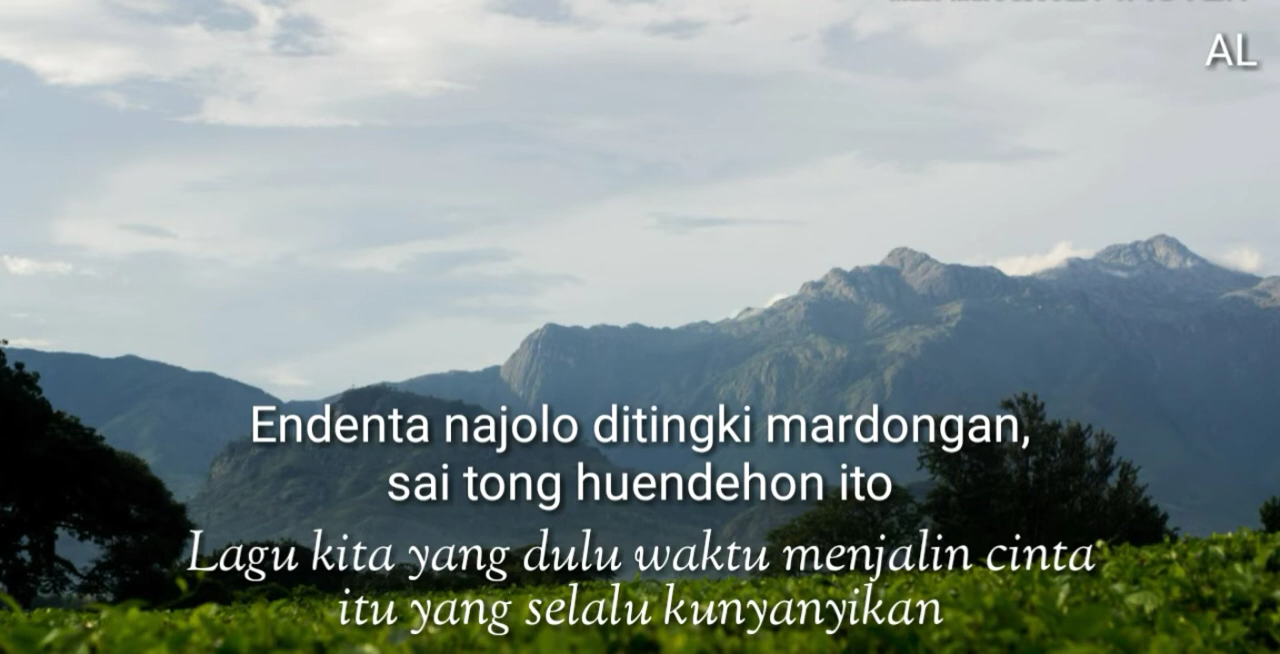 AL
Endenta najolo ditingki mardongan,
sai tong huendehon ito
Lagu kita yang dulu waktu menjalin cinta
itu yang selalu kunyanyikan